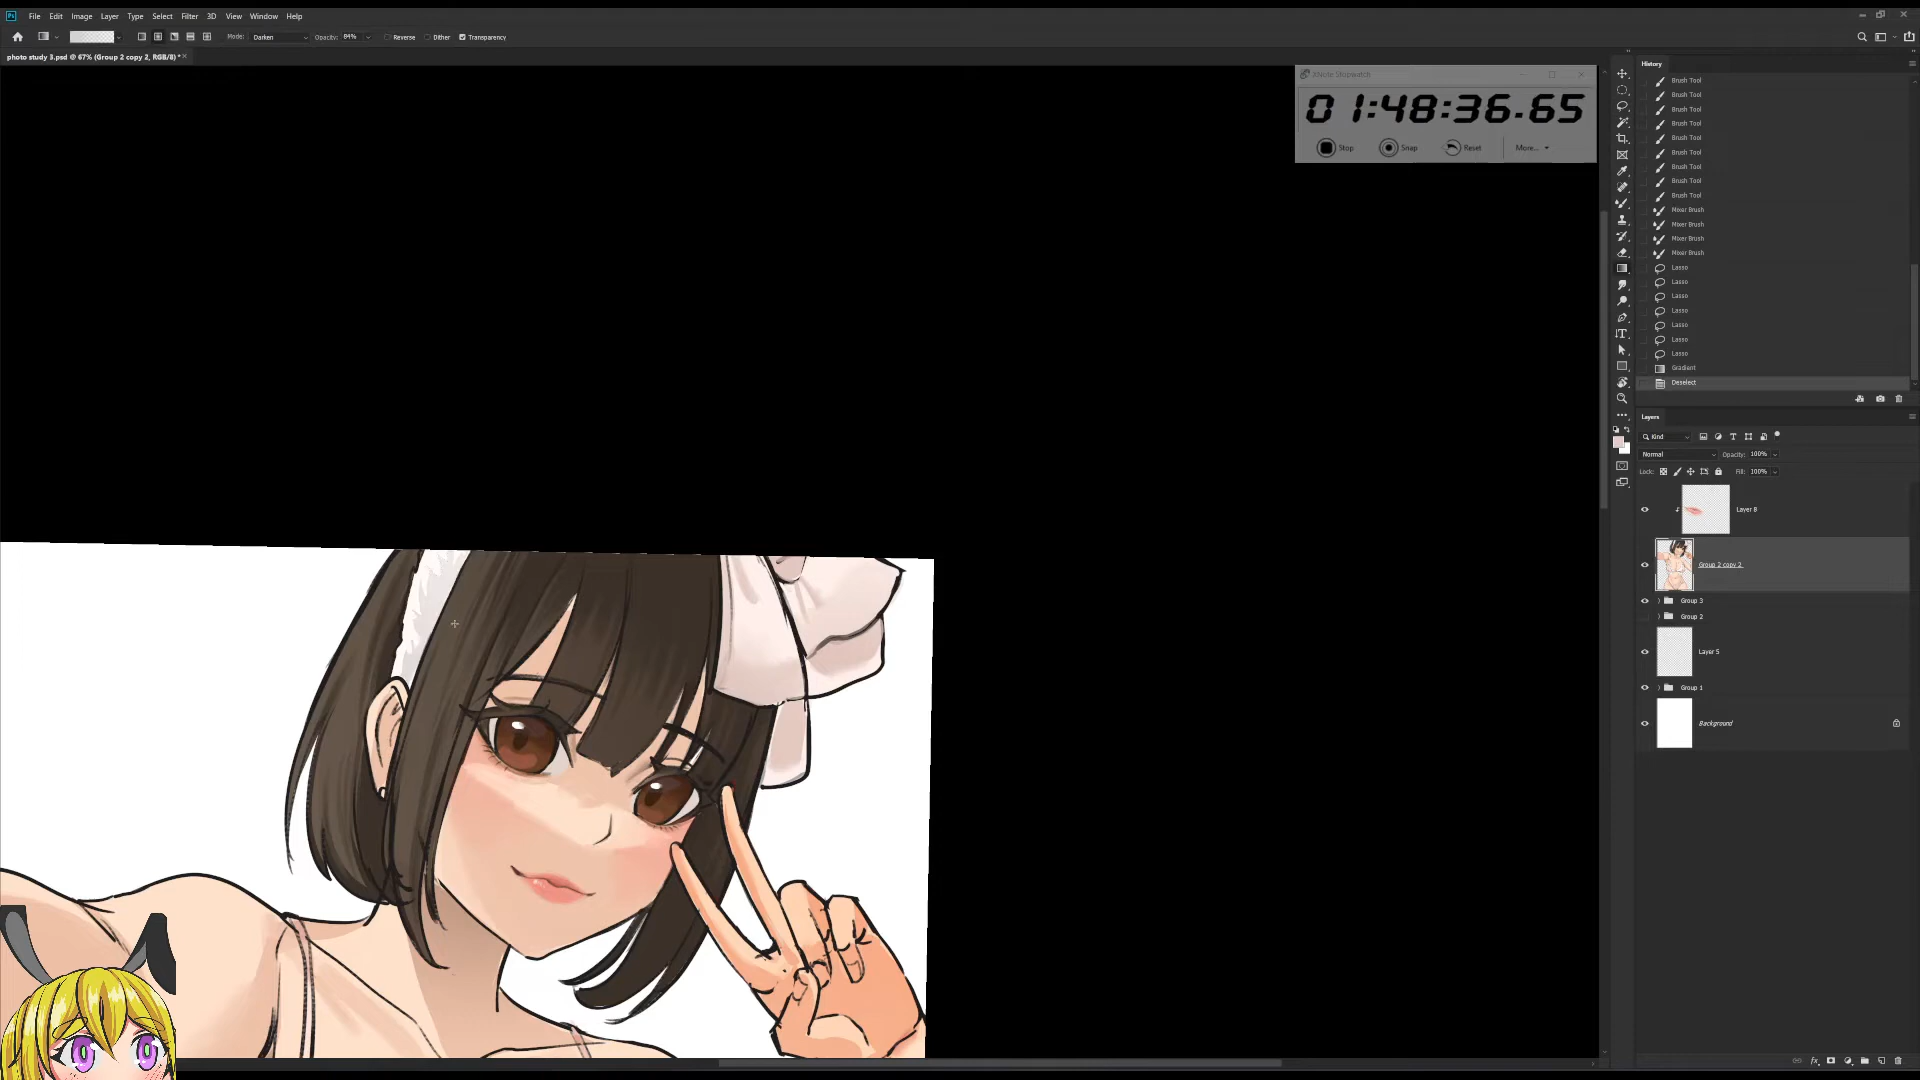 Ps File Edit Image Layer Type Select Filter 3D View Window Help
Mode: Darken Opacity: 84% Reverse Dither Transparency
photo study 3.psd @ 67% (Group 2 copy 2, RGB/8) * ×
XNote Stopwatch
01:48:36.65
Stop Snap Reset More...
History
Brush Tool
Brush Tool
Brush Tool
Brush Tool
Brush Tool
Brush Tool
Brush Tool
Brush Tool
Brush Tool
Mixer Brush
Mixer Brush
Mixer Brush
Mixer Brush
Lasso
Lasso
Lasso
Lasso
Lasso
Lasso
Lasso
Gradient
Deselect
Layers
Kind
Normal Opacity: 100%
Lock: Fill: 100%
Layer 8
Group 2 copy 2
Group 3
Group 2
Layer 5
Group 1
Background
fx